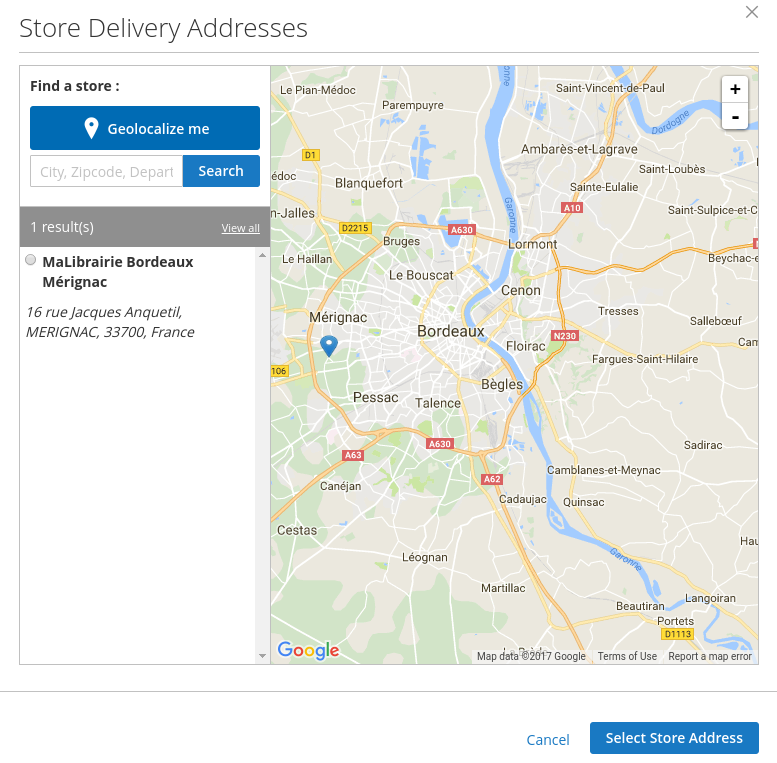 Store Delivery Addresses
Find a store :
Geolocalize me
City, Zipcode, Depart
Search
1 result(s)
View all
MaLibrairie Bordeaux
Mérignac
16 rue Jacques Anquetil,
MERIGNAC, 33700, France
Le Pian-Médoc
Saint-Vincent-de-Paul
+
Parempuyre
-
Dordogne
D1
Ambarès-et-Lagrave
Saint-Loubès
édoc
Blanquefort
Sainte-Eulalie
Garonne
A10
Saint-Sulpice-et-C
n-Jalles
D2215
A630
Bruges
Lormont
Le Haillan
Beychac-e
Le Bouscat
Cenon
Mérignac
Tresses
Salleboeuf
Bordeaux
N230
Floirac
Cam
Fargues-Saint-Hilaire
106
Bègles
Pessac
Talence
A630
Sadirac
A63
Camblanes-et-Meynac
A62
Canéjan
Cadaujac
Quinsac
Cestas
Hau
Léognan
Garonne
Martillac
Langoiran
Beautiran
Portets
D1113
Google
Map data ©2017 Google
Terms of Use
Report a map error
Cancel
Select Store Address